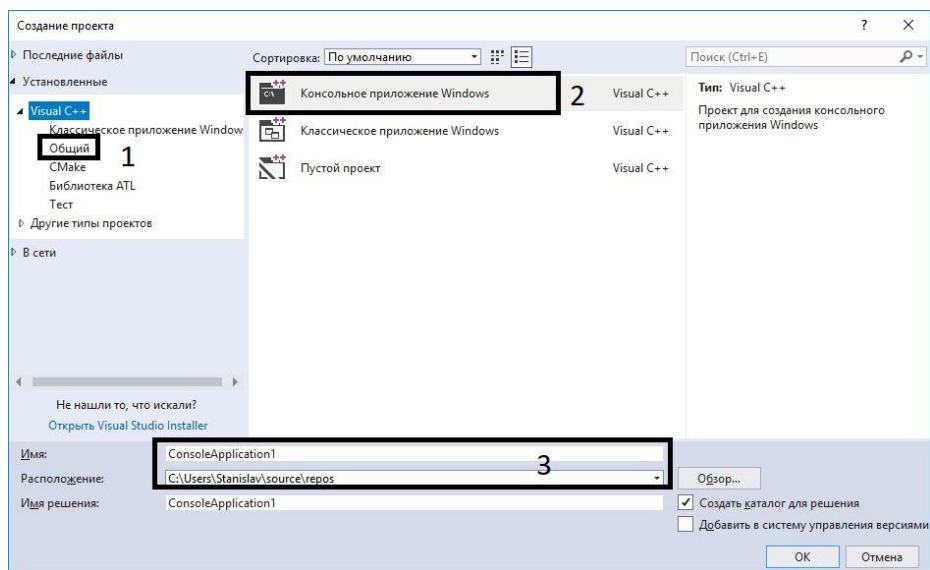 Создание проекта
? ×
Последние файлы
Установленные
Visual C++
Классическое приложение Window
Общий
1
CMake
Библиотека ATL
Тест
Другие типы проектов
В сети
Не нашли то, что искали?
Открыть Visual Studio Installer
Сортировка: По умолчанию
Консольное приложение Windows 2 Visual C++
Классическое приложение Windows Visual C++
Пустой проект Visual C++
Поиск (Ctrl+E)
Тип: Visual C++
Проект для создания консольного
приложения Windows
Имя: ConsoleApplication1
3
Расположение: C:\Users\Stanislav\source\repos
Обзор...
Имя решения: ConsoleApplication1
Создать каталог для решения
Добавить в систему управления версиями
ОК Отмена